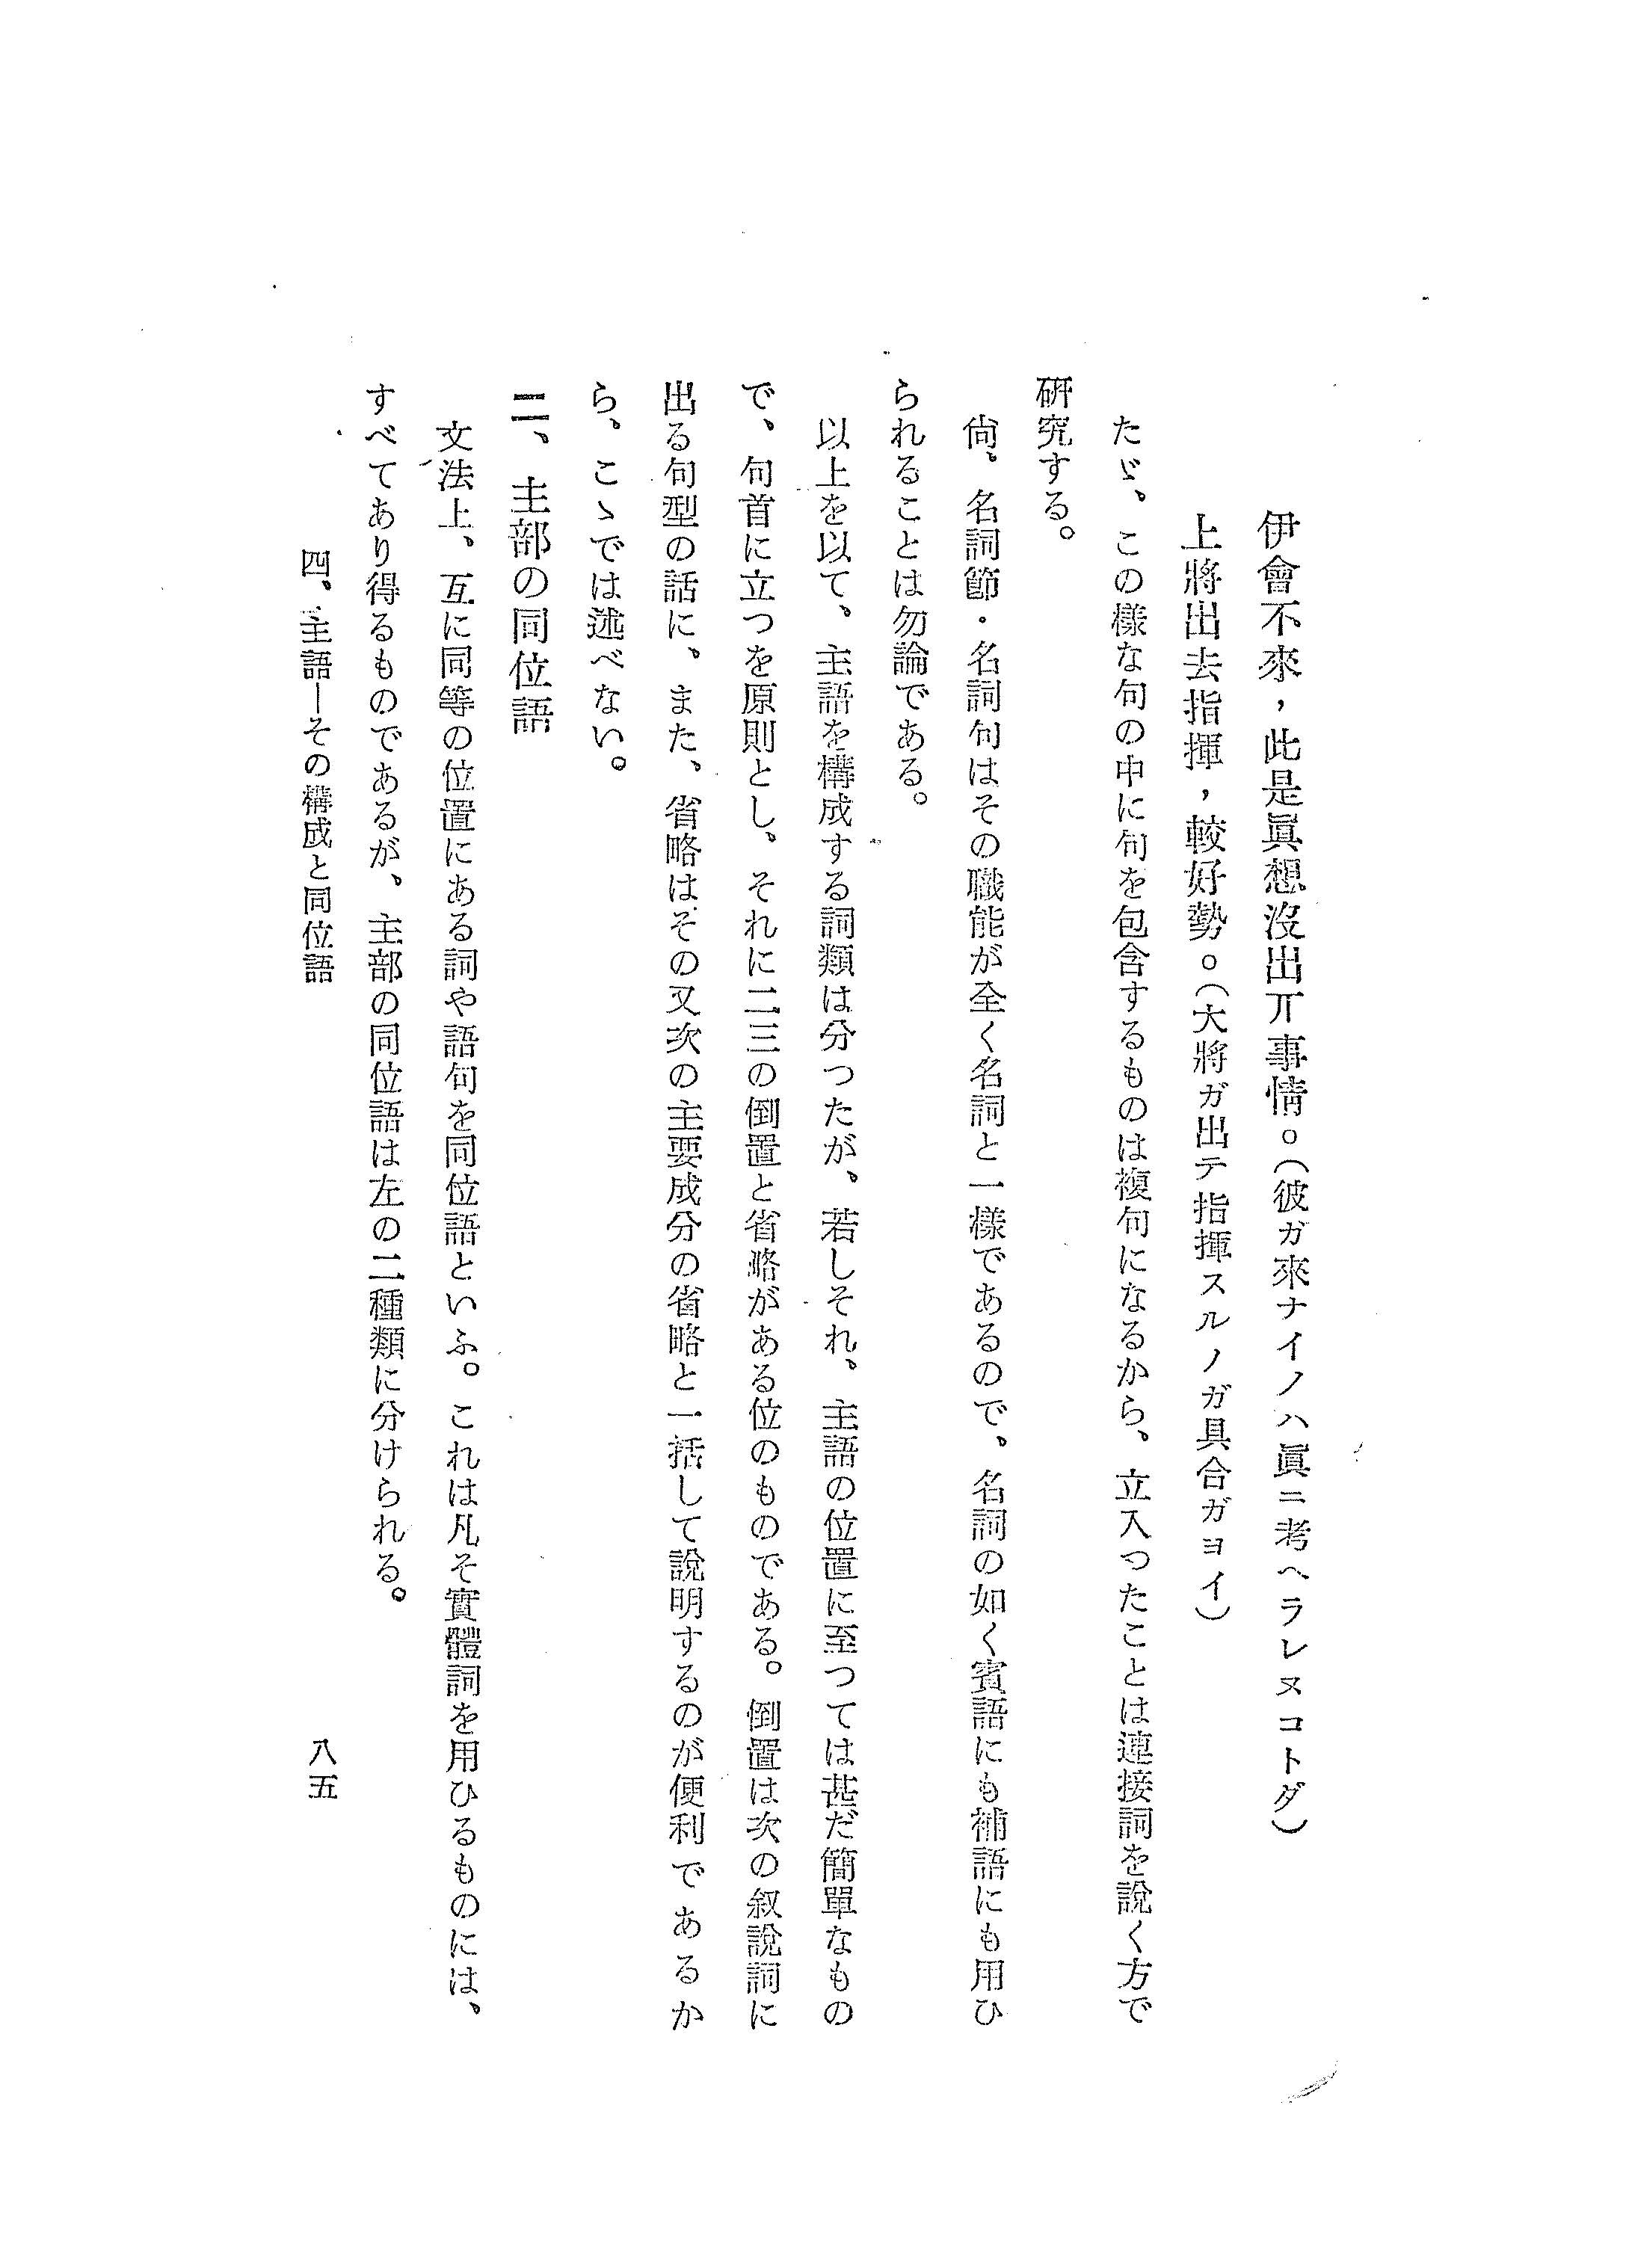 伊會不來，此是眞想沒出丌事情。（彼ガ來ナイノハ眞ニ考ヘラレヌコトダ）
上將出去指揮，較好勢。（大將ガ出テ指揮スルノガ具合ガヨイ）
たゞ、この樣な句の中に句を包含するものは複句になるから、立入つたことは連接詞を說く方で
硏究する。
尙、名詞節・名詞句はその職能が全く名詞と一樣であるので、名詞の如く賓語にも補語にも用ひ
られることは勿論である。
以上を以て、主語を構成する詞類は分つたが、若しそれ、主語の位置に至つては甚だ簡單なもの
で、句首に立つを原則とし、それに二三の倒置と省略がある位のものである。倒置は次の叙說詞に
出る句型の話に、また、省略はその又次の主要成分の省略と一括して說明するのが便利であるか
ら、こゝでは述べない。
二、主部の同位語
文法上、互に同等の位置にある詞や語句を同位語といふ。これは凡そ實體詞を用ひるものには、
すべてあり得るものであるが、主部の同位語は左の二種類に分けられる。
四、主語―その構成と同位語
八五